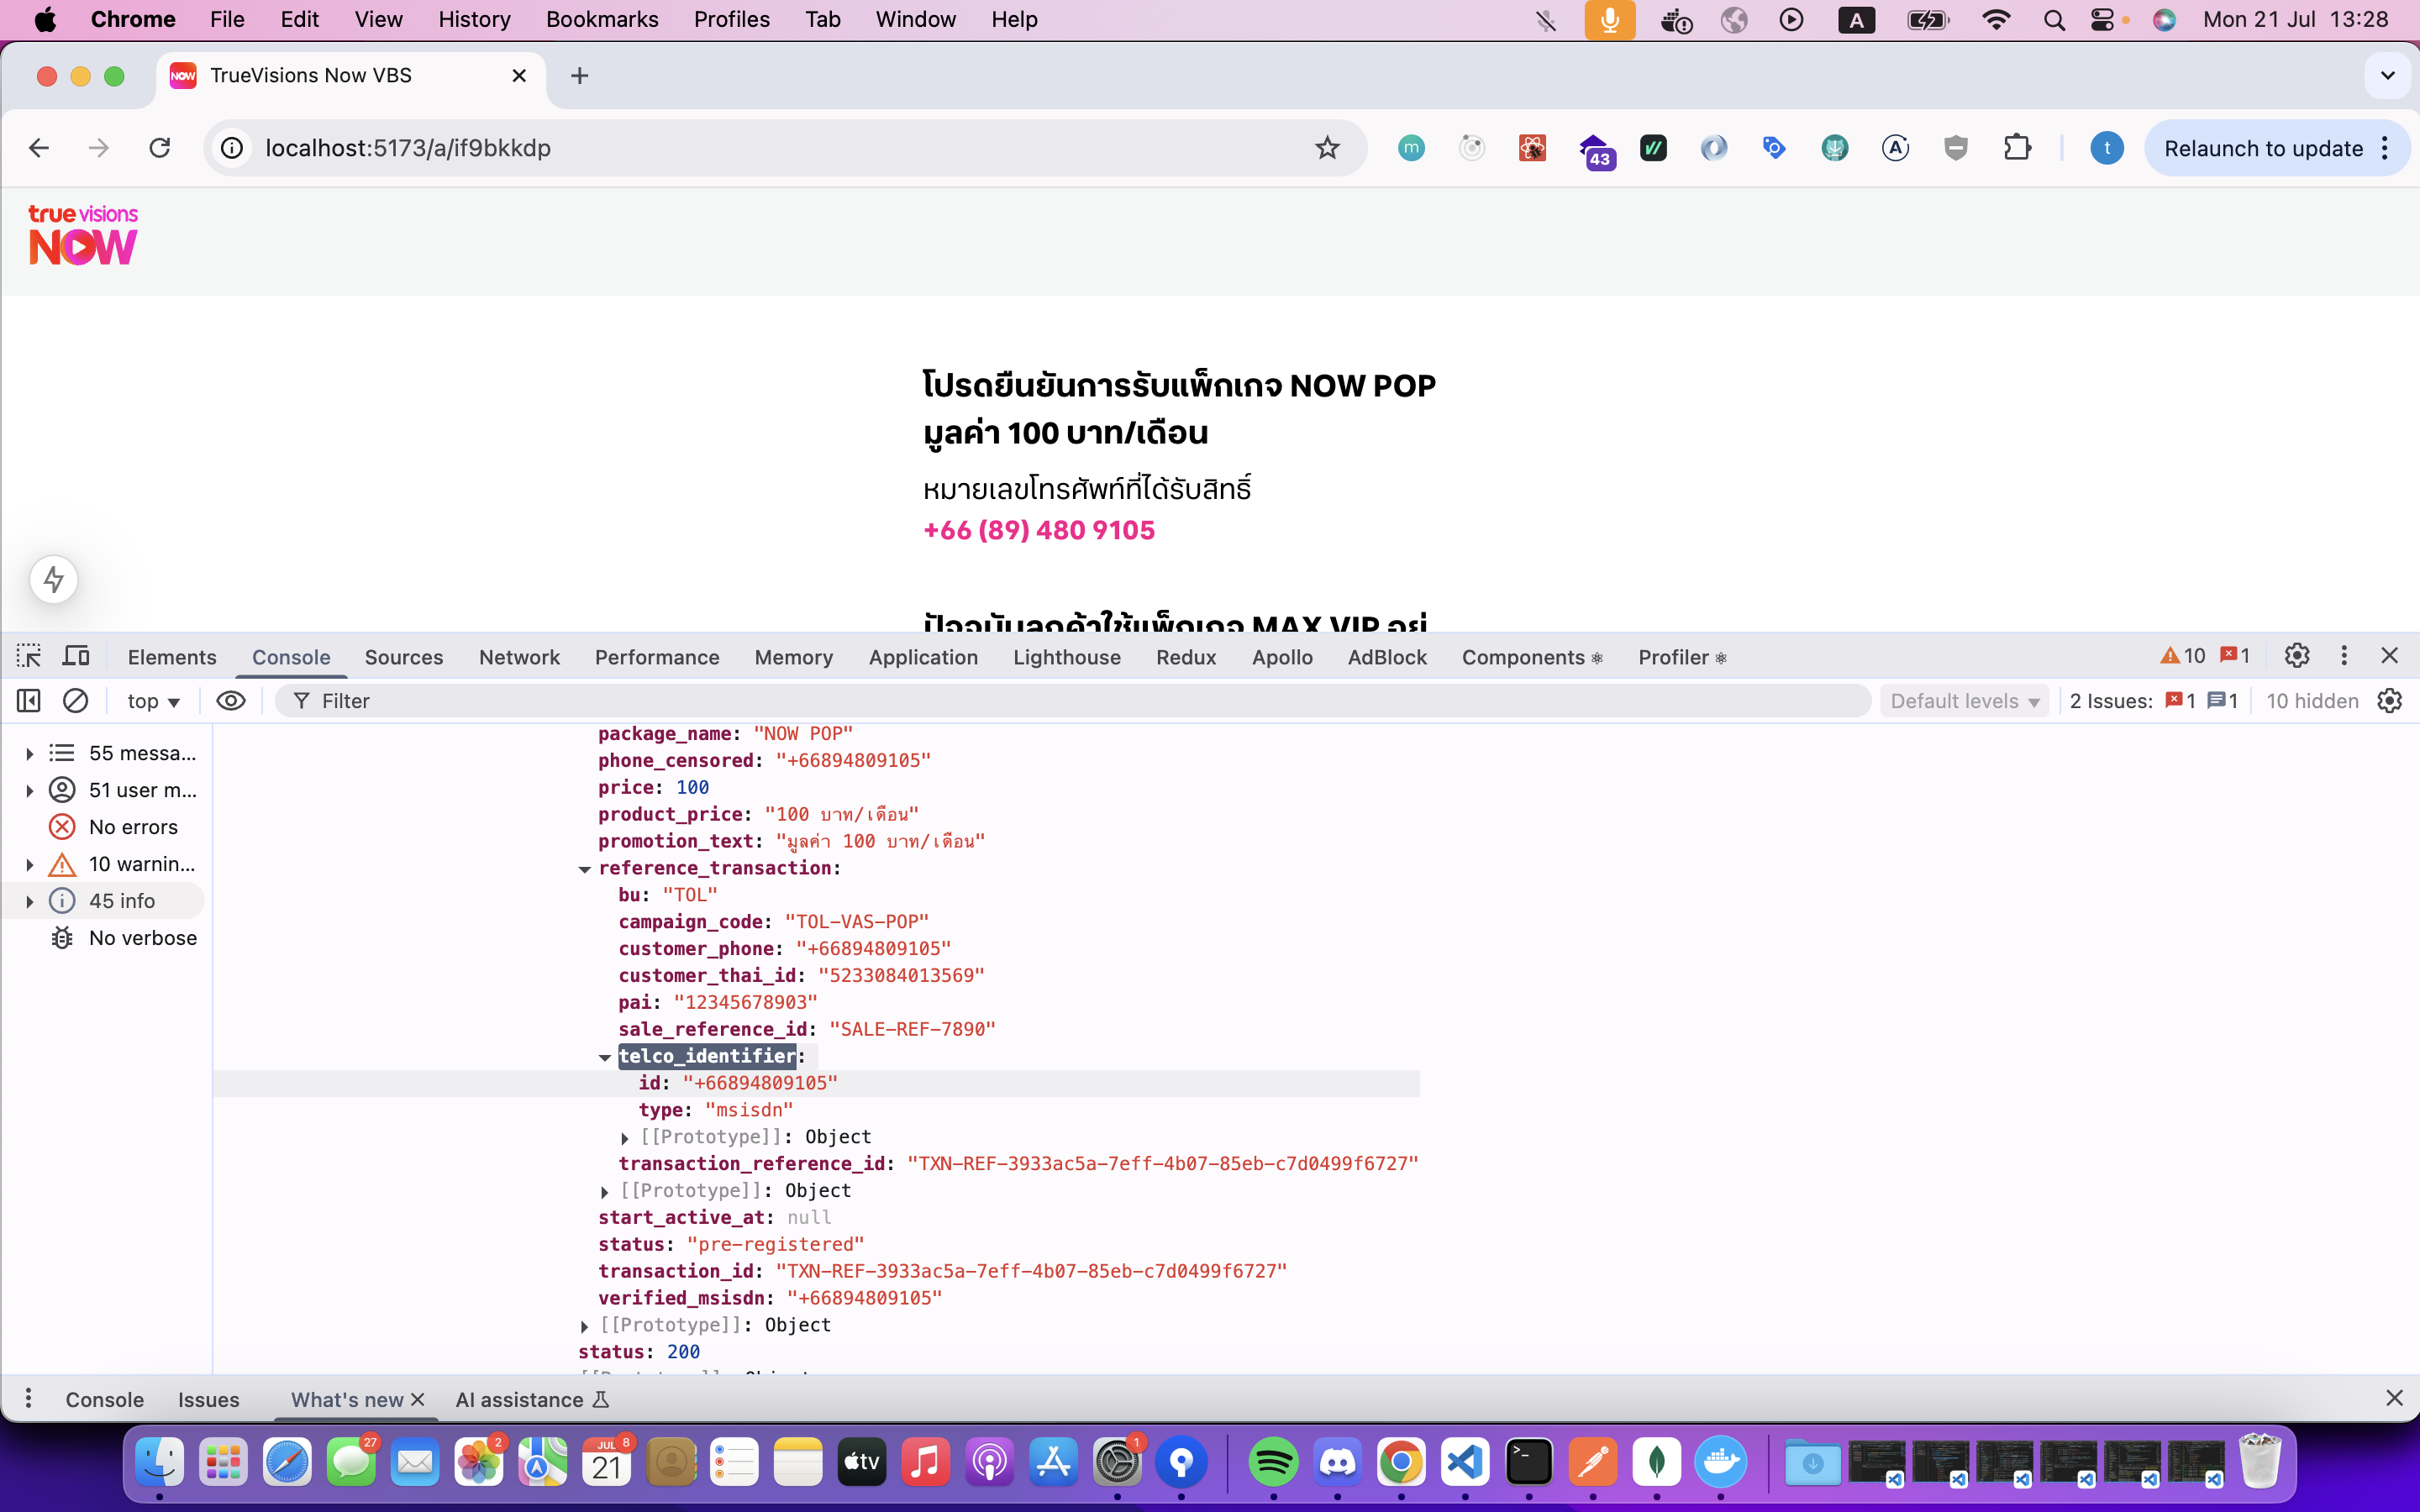 Chrome File Edit View History Bookmarks Profiles Tab Window Help A Mon 21 Jul 13:28
NOW TrueVisions Now VBS
localhost:5173/a/if9bkkdp m 43 A t Relaunch to update
true visions
NOW
โปรดยืนยันการรับแพ็กเกจ NOW POP
มูลค่า 100 บาท/เดือน
หมายเลขโทรศัพท์ที่ได้รับสิทธิ์
+66 (89) 480 9105
ปัจจุบันลูกค้าใช้แพ็กเกจ MAX VIP อยู่
Elements Console Sources Network Performance Memory Application Lighthouse Redux Apollo AdBlock Components Profiler 10 1
top Filter Default levels 2 Issues: 1 1 10 hidden
55 messa...
51 user m...
No errors
10 warnin...
45 info
No verbose
package_name: "NOW POP"
phone_censored: "+66894809105"
price: 100
product_price: "100 บาท/เดือน"
promotion_text: "มูลค่า 100 บาท/เดือน"
reference_transaction:
bu: "TOL"
campaign_code: "TOL-VAS-POP"
customer_phone: "+66894809105"
customer_thai_id: "5233084013569"
pai: "12345678903"
sale_reference_id: "SALE-REF-7890"
telco_identifier:
id: "+66894809105"
type: "msisdn"
[[Prototype]]: Object
transaction_reference_id: "TXN-REF-3933ac5a-7eff-4b07-85eb-c7d0499f6727"
[[Prototype]]: Object
start_active_at: null
status: "pre-registered"
transaction_id: "TXN-REF-3933ac5a-7eff-4b07-85eb-c7d0499f6727"
verified_msisdn: "+66894809105"
[[Prototype]]: Object
status: 200
Console Issues What's new AI assistance
27 2 JUL 21 8 tv 1